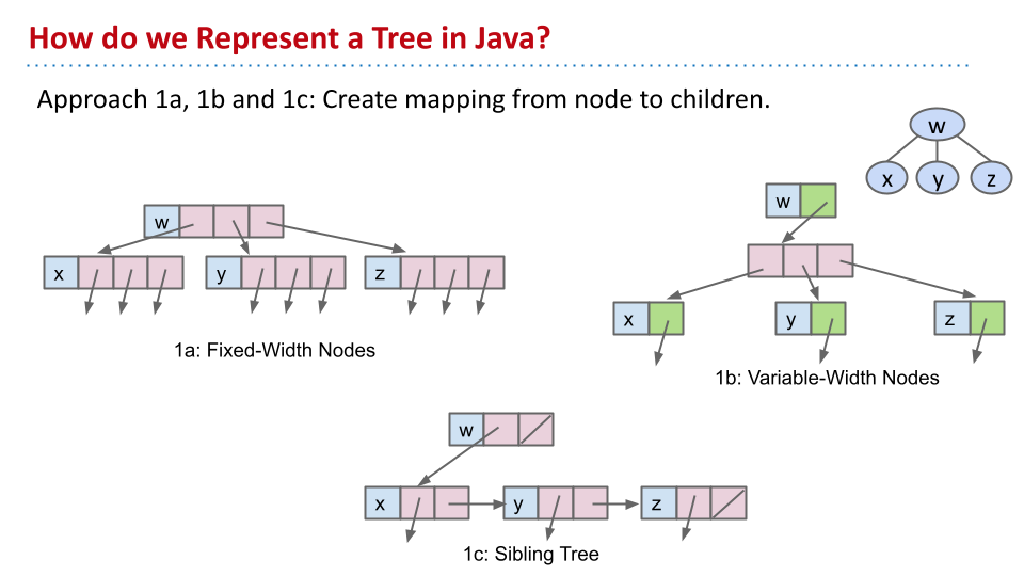 How do we Represent a Tree in Java?
Approach 1a, 1b and 1c: Create mapping from node to children.
w
x y z
w
x y z
1a: Fixed-Width Nodes
w
x y z
1b: Variable-Width Nodes
w
x y z
1c: Sibling Tree